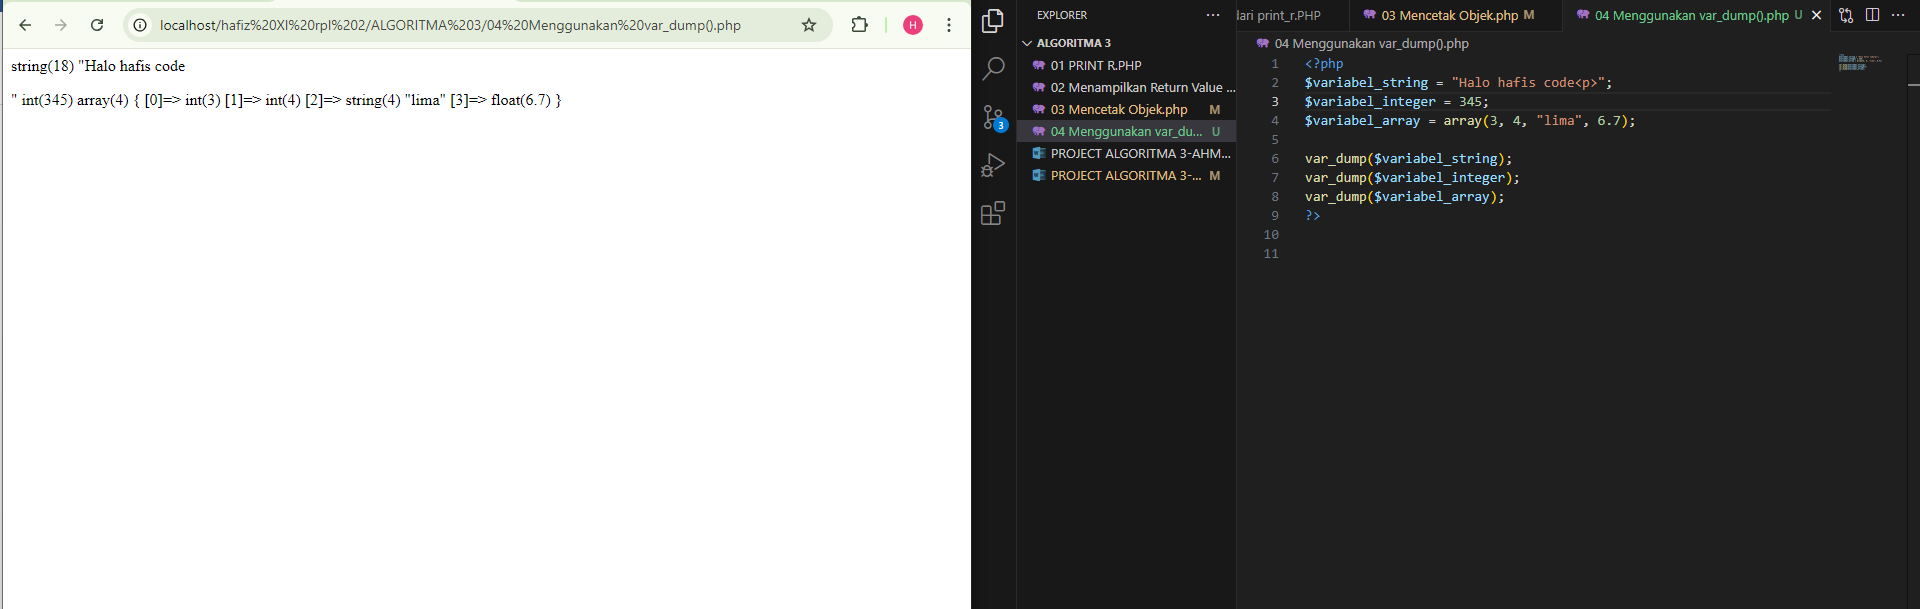 localhost/hafiz%20XI%20rpl%202/ALGORITMA%203/04%20Menggunakan%20var_dump().php
H
string(18) "Halo hafis code
" int(345) array(4) { [0]=> int(3) [1]=> int(4) [2]=> string(4) "lima" [3]=> float(6.7) }
3
EXPLORER
ALGORITMA 3
01 PRINT R.PHP
02 Menampilkan Return Value ...
03 Mencetak Objek.php M
04 Menggunakan var_du... U
PROJECT ALGORITMA 3-AHM...
PROJECT ALGORITMA 3-... M
dari print_r.PHP
03 Mencetak Objek.php M
04 Menggunakan var_dump().php U
04 Menggunakan var_dump().php
1 <?php
2 $variabel_string = "Halo hafis code<p>";
3 $variabel_integer = 345;
4 $variabel_array = array(3, 4, "lima", 6.7);
5
6 var_dump($variabel_string);
7 var_dump($variabel_integer);
8 var_dump($variabel_array);
9 ?>
10
11